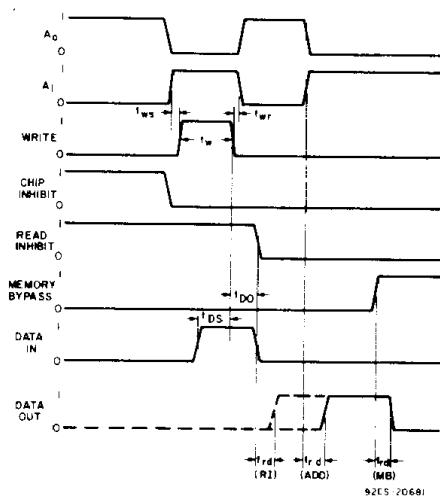 1
A₀
0
1
A₁
0
tws twr
1
WRITE tw
0
1
CHIP
INHIBIT
0
1
READ
INHIBIT
0
1
MEMORY
BYPASS
0
tDO
1
DATA
IN
0
tDS
1
DATA
OUT
0
trd trd trd
(RI) (ADD) (MB)
92CS-20681